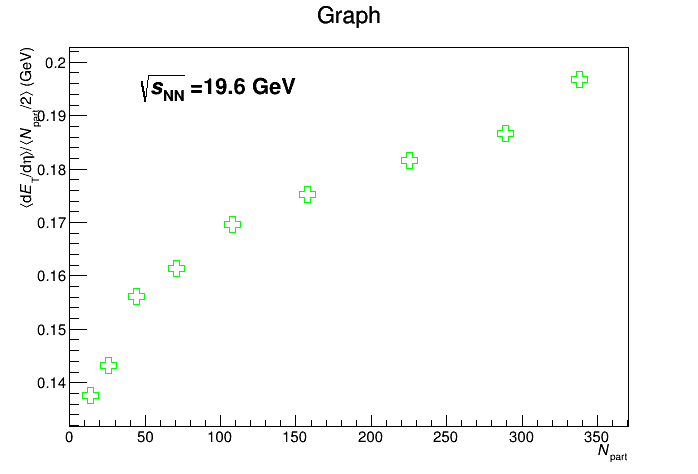 Graph
√sNN =19.6 GeV
⟨dET/dη⟩/⟨Npart/2⟩ (GeV)
0.2
0.19
0.18
0.17
0.16
0.15
0.14
0 50 100 150 200 250 300 350
Npart